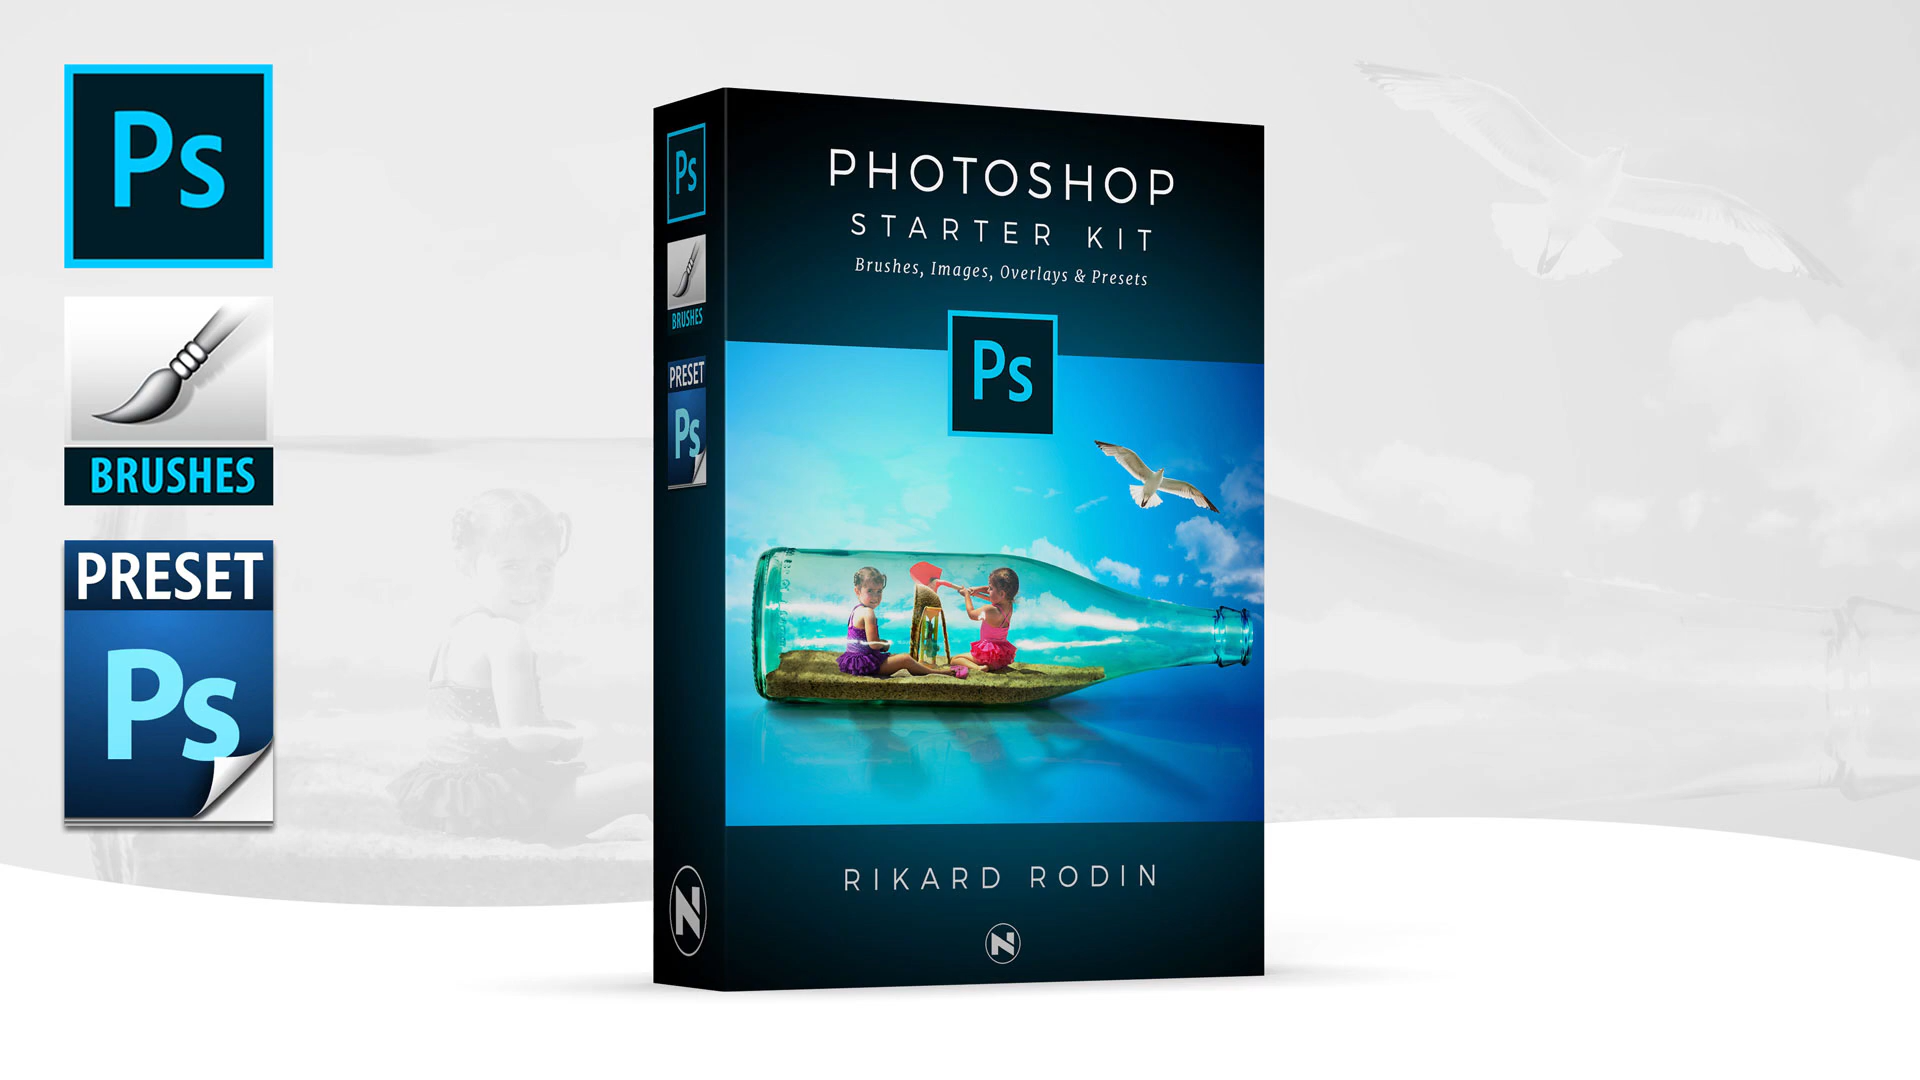 Ps
BRUSHES
PRESET
Ps
Ps
BRUSHES
PRESET
Ps
N
PHOTOSHOP
STARTER KIT
Brushes, Images, Overlays & Presets
Ps
RIKARD RODIN
N